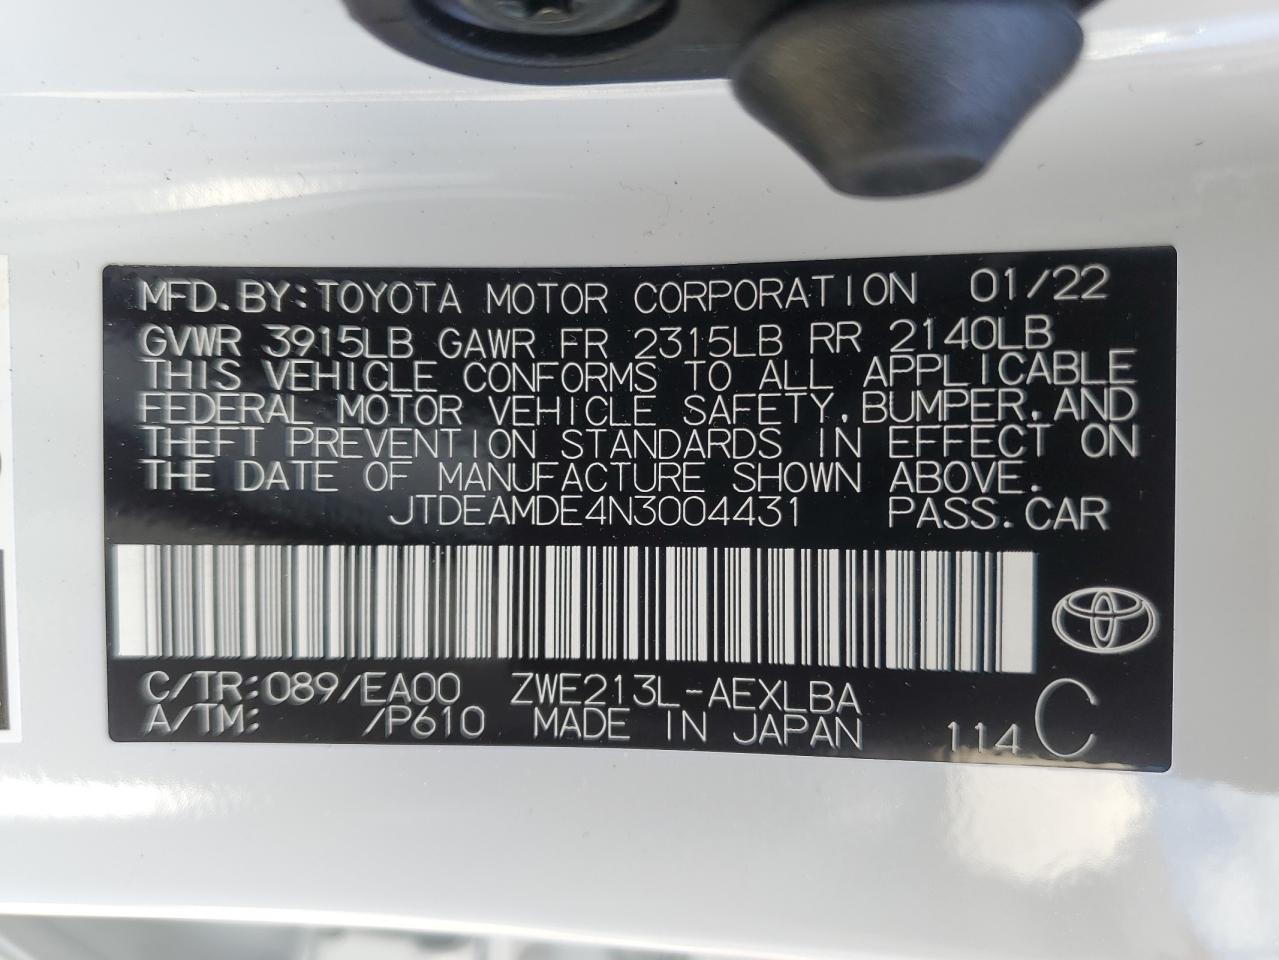 MFD.BY:TOYOTA MOTOR CORPORATION 01/22
GVWR 3915LB GAWR FR 2315LB RR 2140LB
THIS VEHICLE CONFORMS TO ALL APPLICABLE
FEDERAL MOTOR VEHICLE SAFETY,BUMPER,AND
THEFT PREVENTION STANDARDS IN EFFECT ON
THE DATE OF MANUFACTURE SHOWN ABOVE.
JTDEAMDE4N3004431 PASS.CAR
C/TR:089/EA00 ZWE213L-AEXLBA
A/TM: /P610 MADE IN JAPAN 114 C